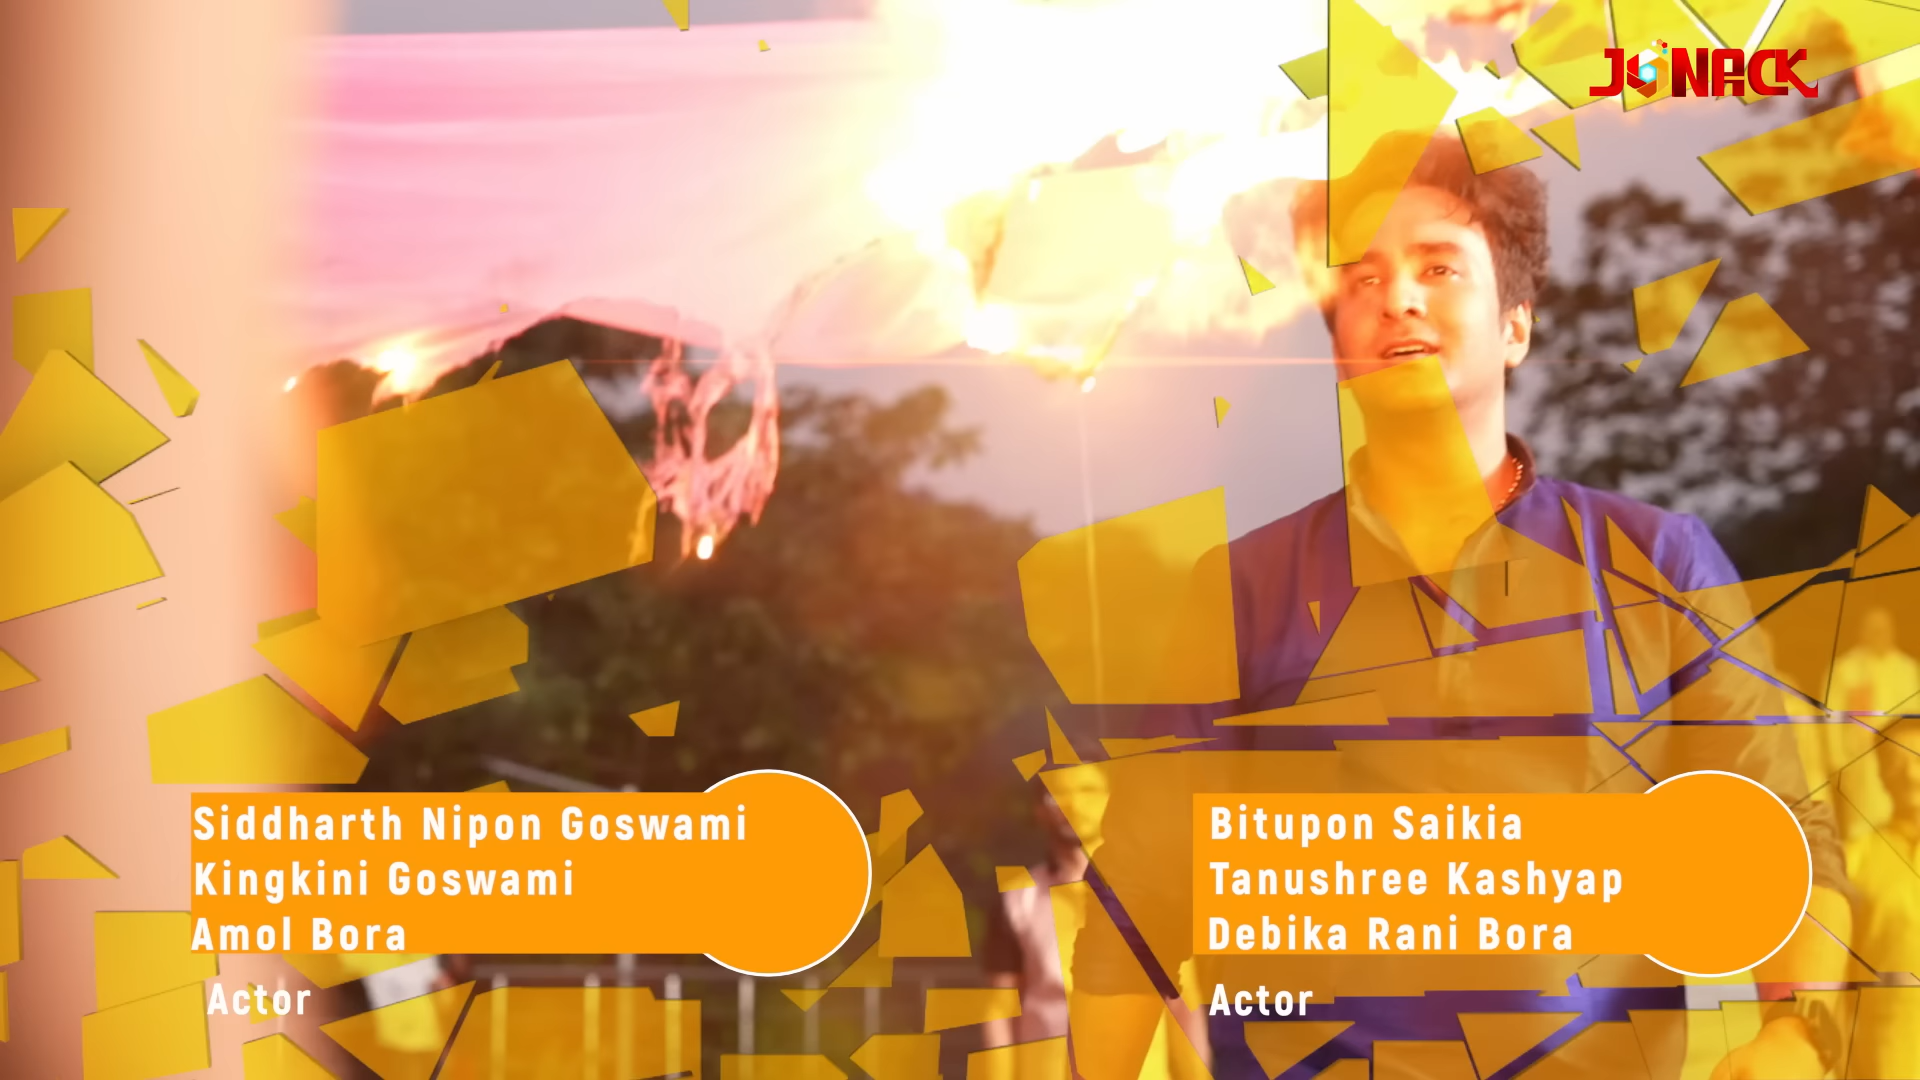 JONACK
Siddharth Nipon Goswami
Kingkini Goswami
Amol Bora
Actor
Bitupon Saikia
Tanushree Kashyap
Debika Rani Bora
Actor